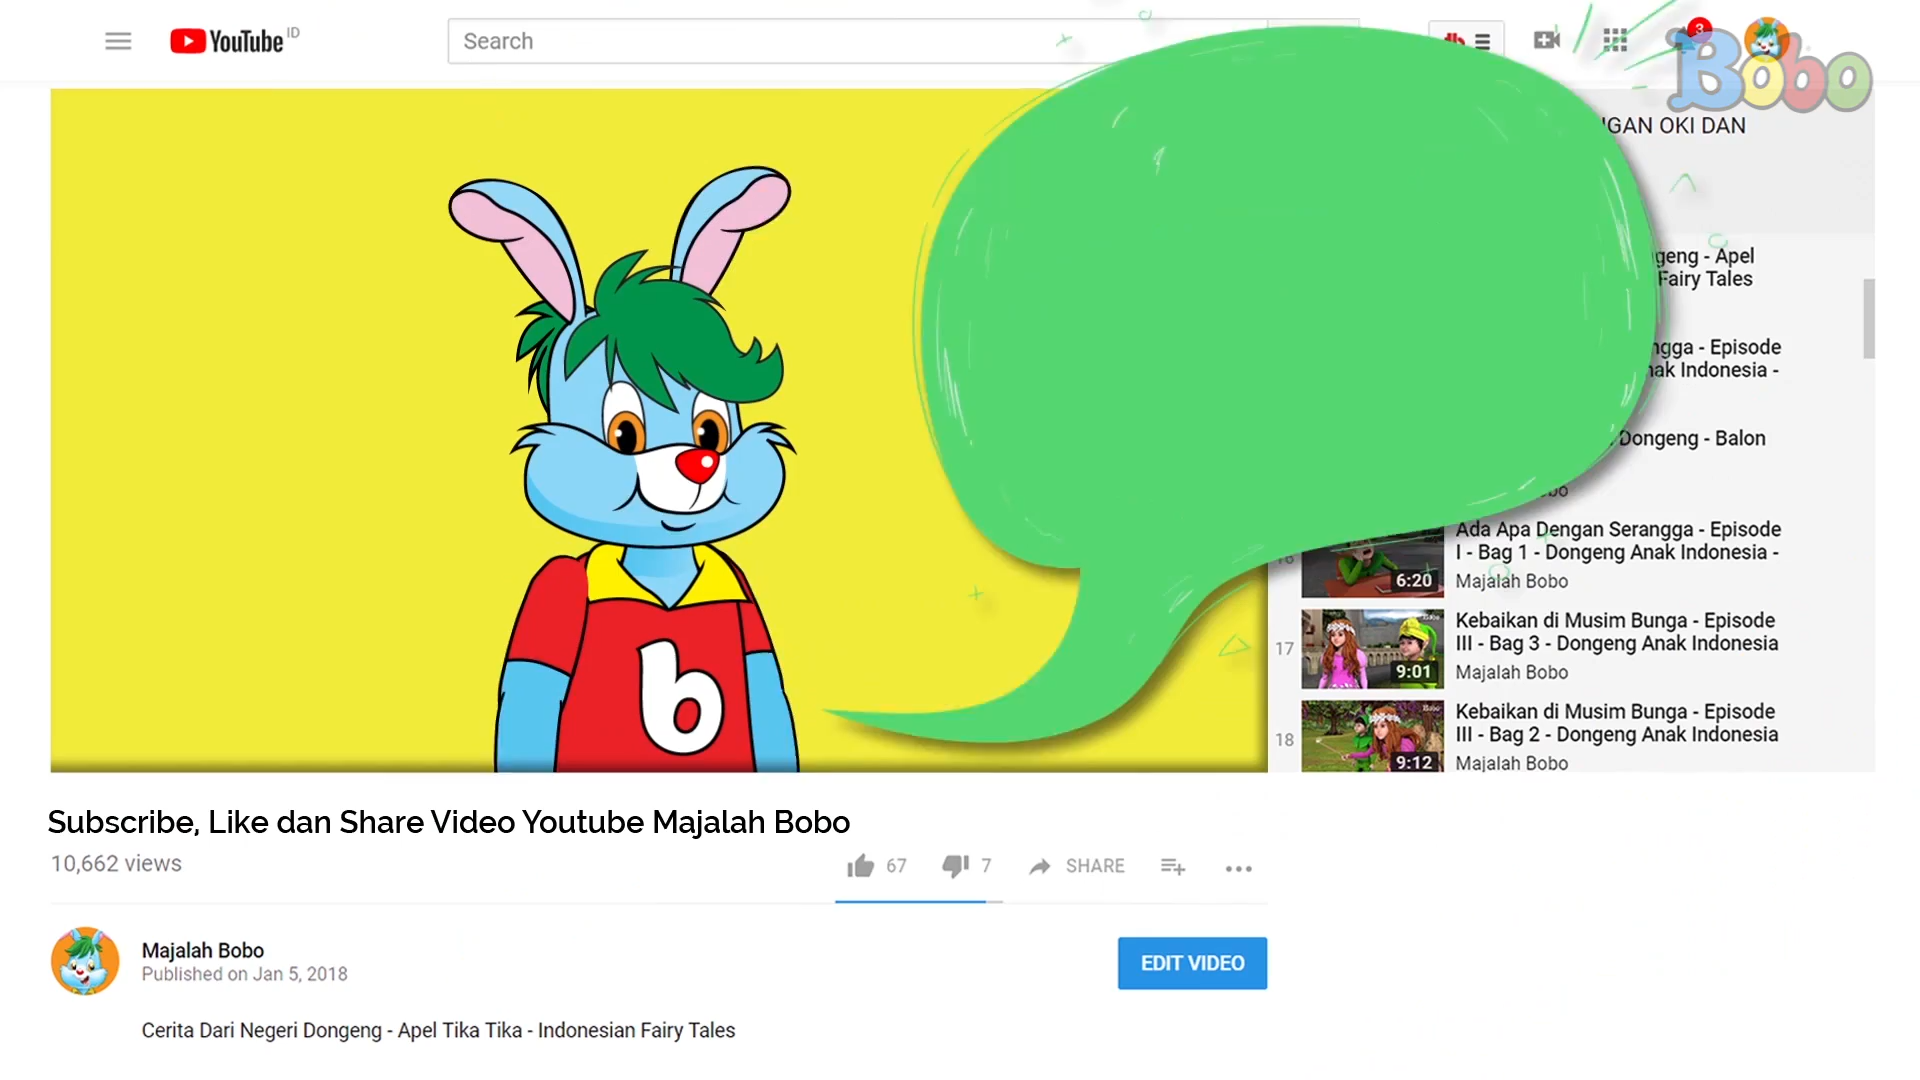 YouTube ID
Search
3
Bobo
GAN OKI DAN
geng - Apel
Fairy Tales
ngga - Episode
nak Indonesia -
Dongeng - Balon
b
Ada Apa Dengan Serangga - Episode
I - Bag 1 - Dongeng Anak Indonesia -
Majalah Bobo
6:20
17
Kebaikan di Musim Bunga - Episode
III - Bag 3 - Dongeng Anak Indonesia
Majalah Bobo
9:01
18
Kebaikan di Musim Bunga - Episode
III - Bag 2 - Dongeng Anak Indonesia
Majalah Bobo
9:12
Subscribe, Like dan Share Video Youtube Majalah Bobo
10,662 views
67
7
SHARE
Majalah Bobo
Published on Jan 5, 2018
EDIT VIDEO
Cerita Dari Negeri Dongeng - Apel Tika Tika - Indonesian Fairy Tales